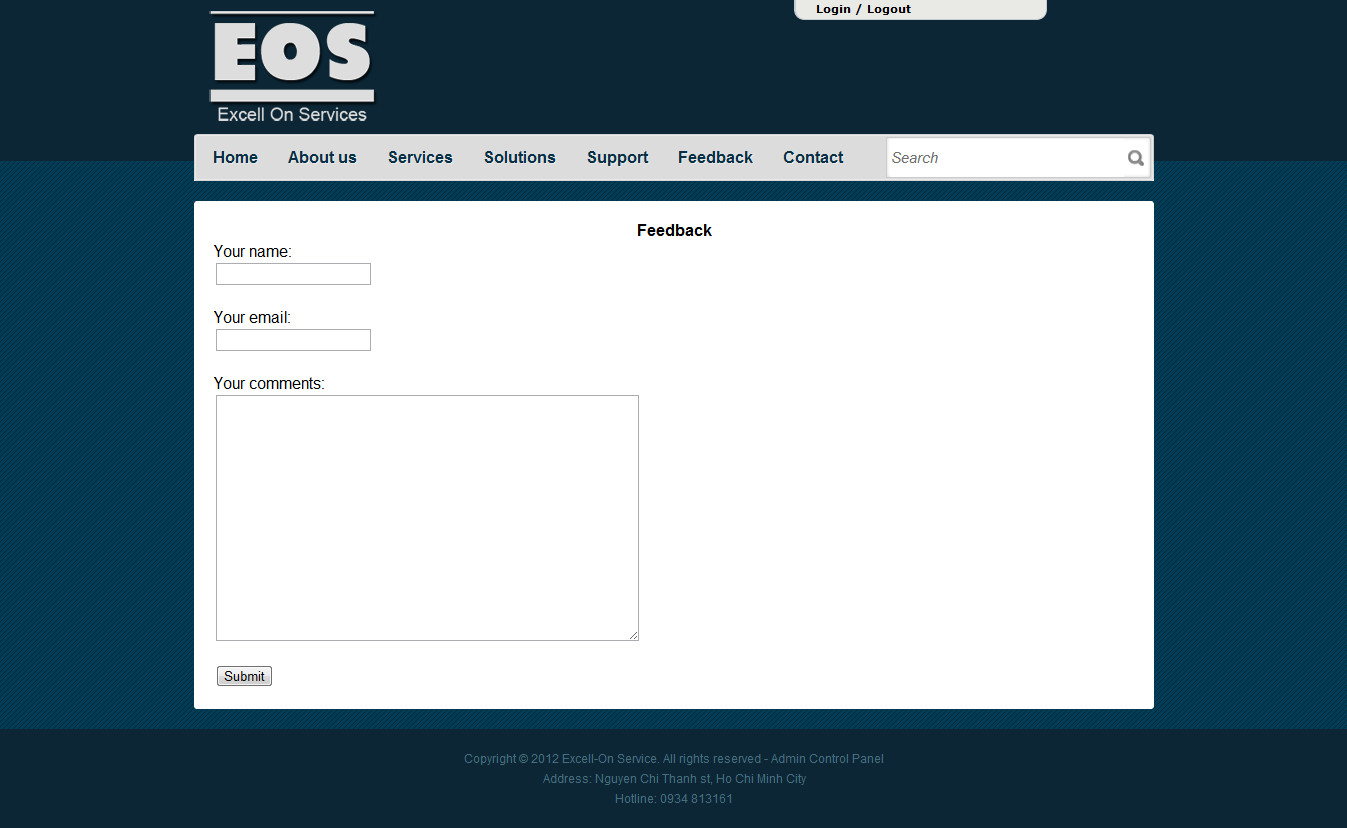 Login / Logout
EOS
Excell On Services
Home About us Services Solutions Support Feedback Contact Search
Feedback
Your name:
Your email:
Your comments:
Submit
Copyright © 2012 Excell-On Service. All rights reserved - Admin Control Panel
Address: Nguyen Chi Thanh st, Ho Chi Minh City
Hotline: 0934 813161